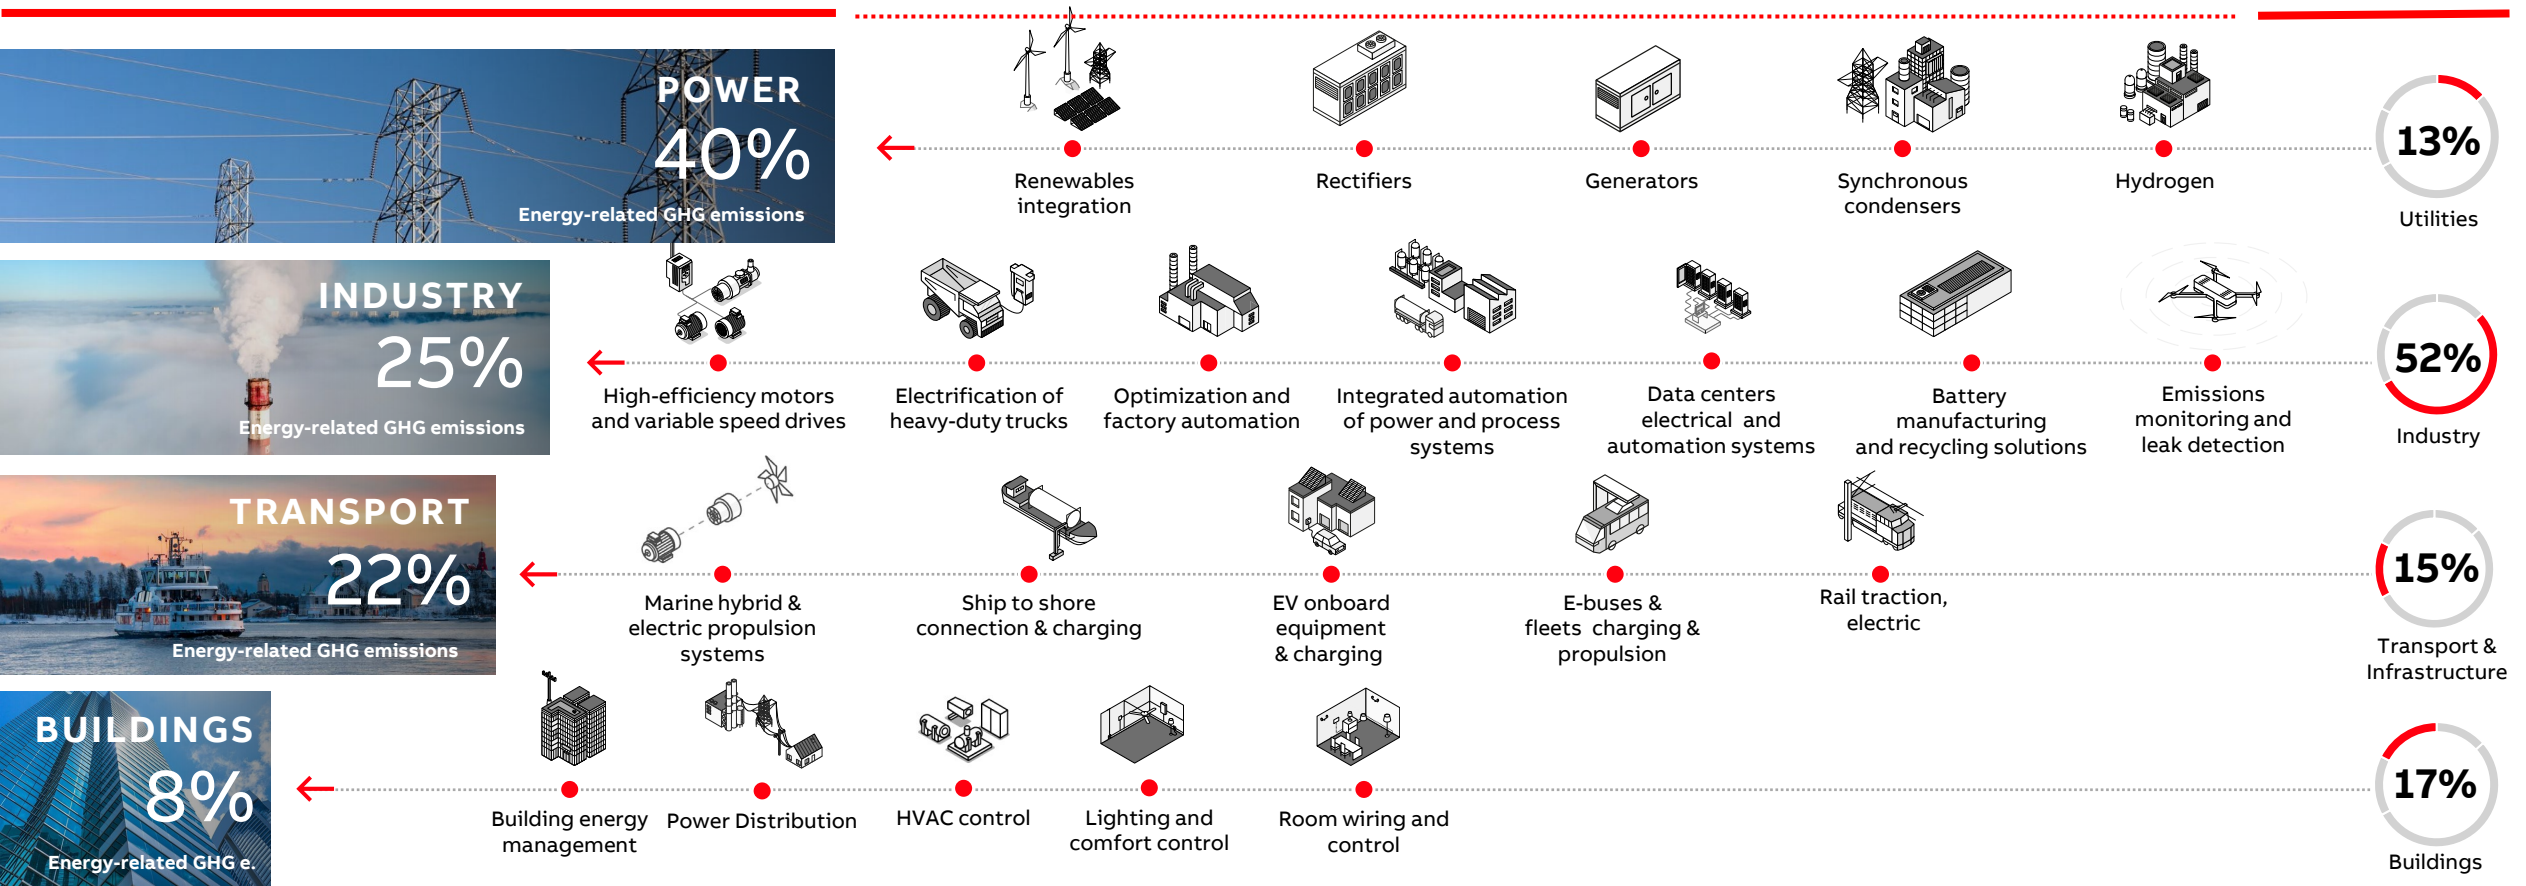 POWER
40%
Energy-related GHG emissions
Renewables
integration
Rectifiers
Generators
Synchronous
condensers
Hydrogen
13%
Utilities
INDUSTRY
25%
Energy-related GHG emissions
High-efficiency motors
and variable speed drives
Electrification of
heavy-duty trucks
Optimization and
factory automation
Integrated automation
of power and process
systems
Data centers
electrical and
automation systems
Battery
manufacturing
and recycling solutions
Emissions
monitoring and
leak detection
52%
Industry
TRANSPORT
22%
Energy-related GHG emissions
Marine hybrid &
electric propulsion
systems
Ship to shore
connection & charging
EV onboard
equipment
& charging
E-buses &
fleets charging &
propulsion
Rail traction,
electric
15%
Transport &
Infrastructure
BUILDINGS
8%
Energy-related GHG e.
Building energy
management
Power Distribution
HVAC control
Lighting and
comfort control
Room wiring and
control
17%
Buildings